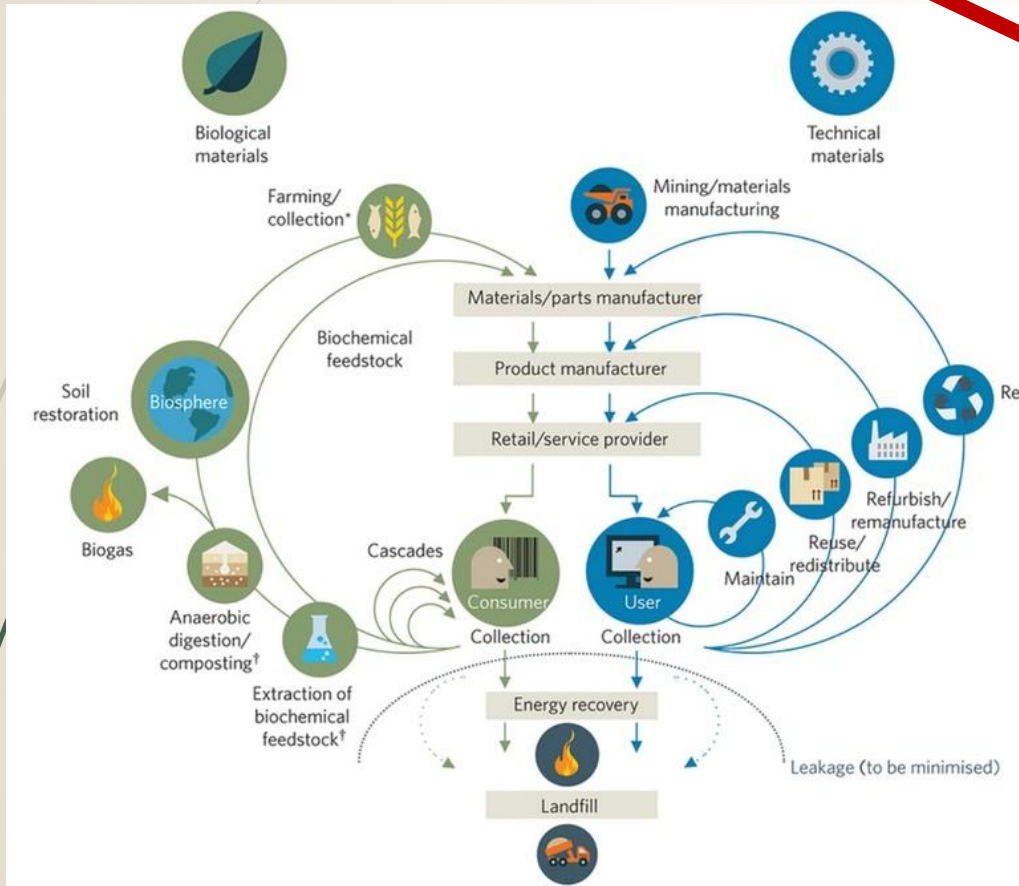 Biological
materials
Technical
materials
Farming/
collection*
Mining/materials
manufacturing
Materials/parts manufacturer
Biochemical
feedstock
Product manufacturer
Soil
restoration
Biosphere
Retail/service provider
Re
Refurbish/
remanufacture
Reuse/
redistribute
Maintain
Biogas
Cascades
Consumer
User
Anaerobic
digestion/
composting†
Collection
Collection
Extraction of
biochemical
feedstock†
Energy recovery
Leakage (to be minimised)
Landfill